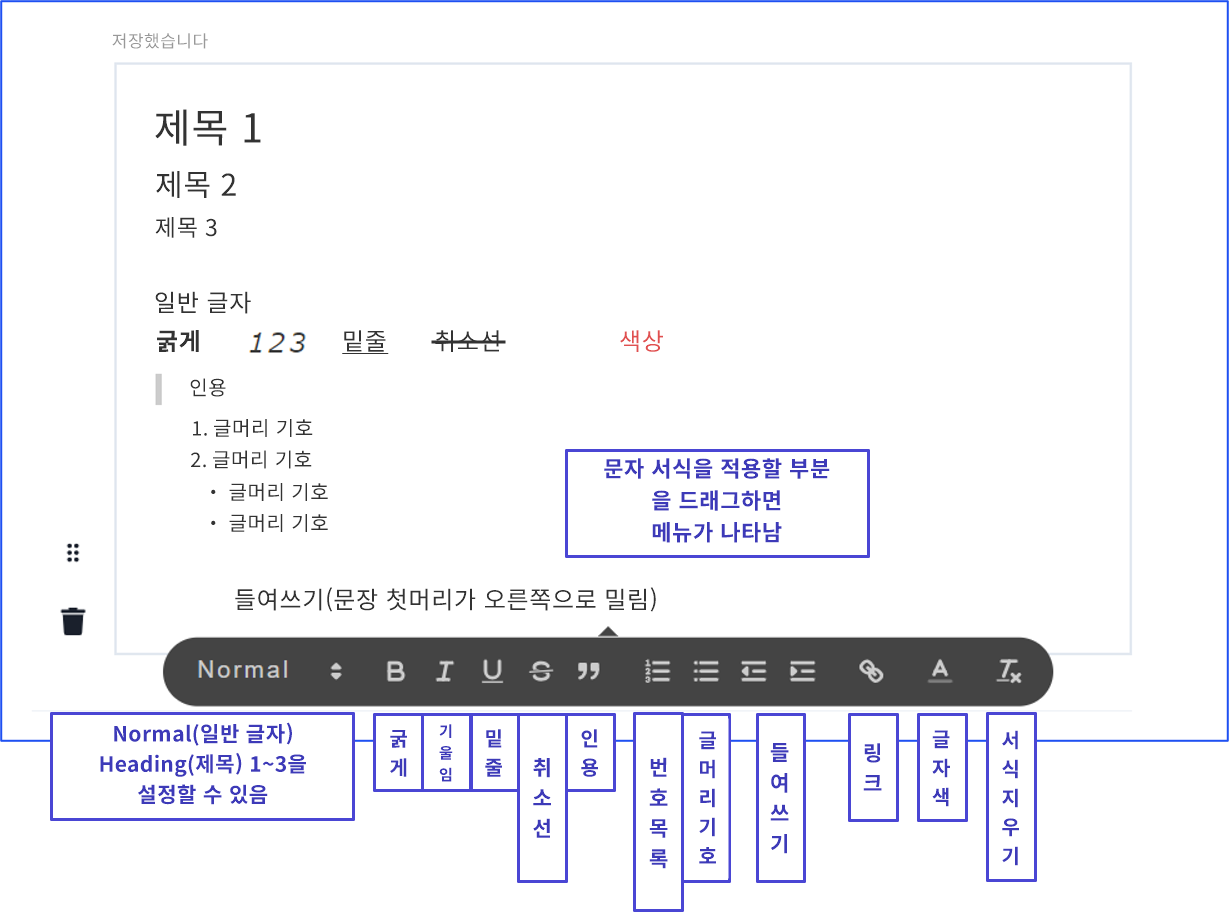 저장했습니다
제목 1
제목 2
제목 3
일반 글자
굵게 123 밑줄 취소선 색상
인용
1. 글머리 기호
2. 글머리 기호
• 글머리 기호
• 글머리 기호
문자 서식을 적용할 부분
을 드래그하면
메뉴가 나타남
들여쓰기(문장 첫머리가 오른쪽으로 밀림)
Normal B I U S
Normal(일반 글자)
Heading(제목) 1~3을
설정할 수 있음
굵게
기울임
밑줄
취소선
인용
번호목록
글머리기호
들여쓰기
링크
글자색
서식지우기